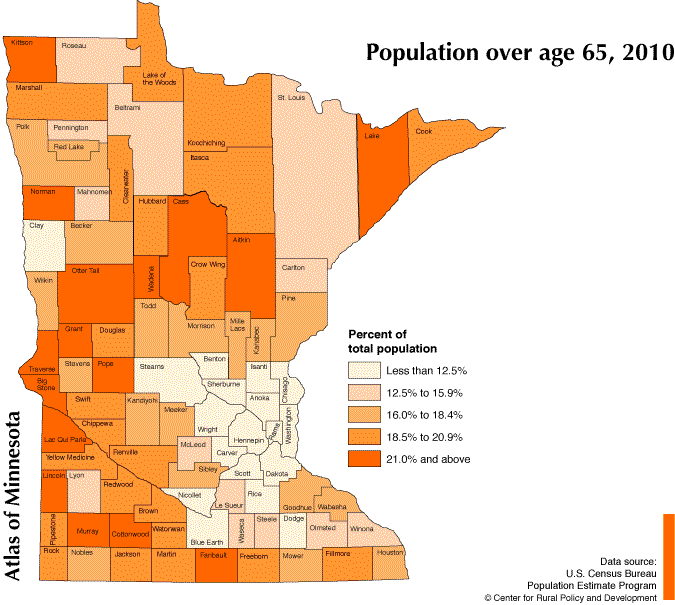 Population over age 65, 2010
Kittson
Roseau
Lake of
the Woods
Marshall
Beltrami
St. Louis
Polk
Pennington
Red Lake
Koochiching
Itasca
Lake
Cook
Clearwater
Norman
Mahnomen
Hubbard
Cass
Clay
Becker
Aitkin
Crow Wing
Carlton
Otter Tail
Wadena
Wilkin
Pine
Todd
Morrison
Mille
Lacs
Kanabec
Grant
Douglas
Traverse
Stevens
Pope
Stearns
Benton
Isanti
Sherburne
Chisago
Big
Stone
Anoka
Swift
Kandiyohi
Meeker
Wright
Washington
Chippewa
Hennepin
Rams
Lac Qui Parle
McLeod
Carver
Yellow Medicine
Renville
Scott
Dakota
Sibley
Lincoln
Lyon
Redwood
Nicollet
Le Sueur
Rice
Goodhue
Wabasha
Brown
Pipestone
Murray
Cottonwood
Watonwan
Blue Earth
Waseca
Steele
Dodge
Olmsted
Winona
Rock
Nobles
Jackson
Martin
Faribault
Freeborn
Mower
Fillmore
Houston
Percent of
total population
Less than 12.5%
12.5% to 15.9%
16.0% to 18.4%
18.5% to 20.9%
21.0% and above
Atlas of Minnesota
Data source:
U.S. Census Bureau
Population Estimate Program
© Center for Rural Policy and Development